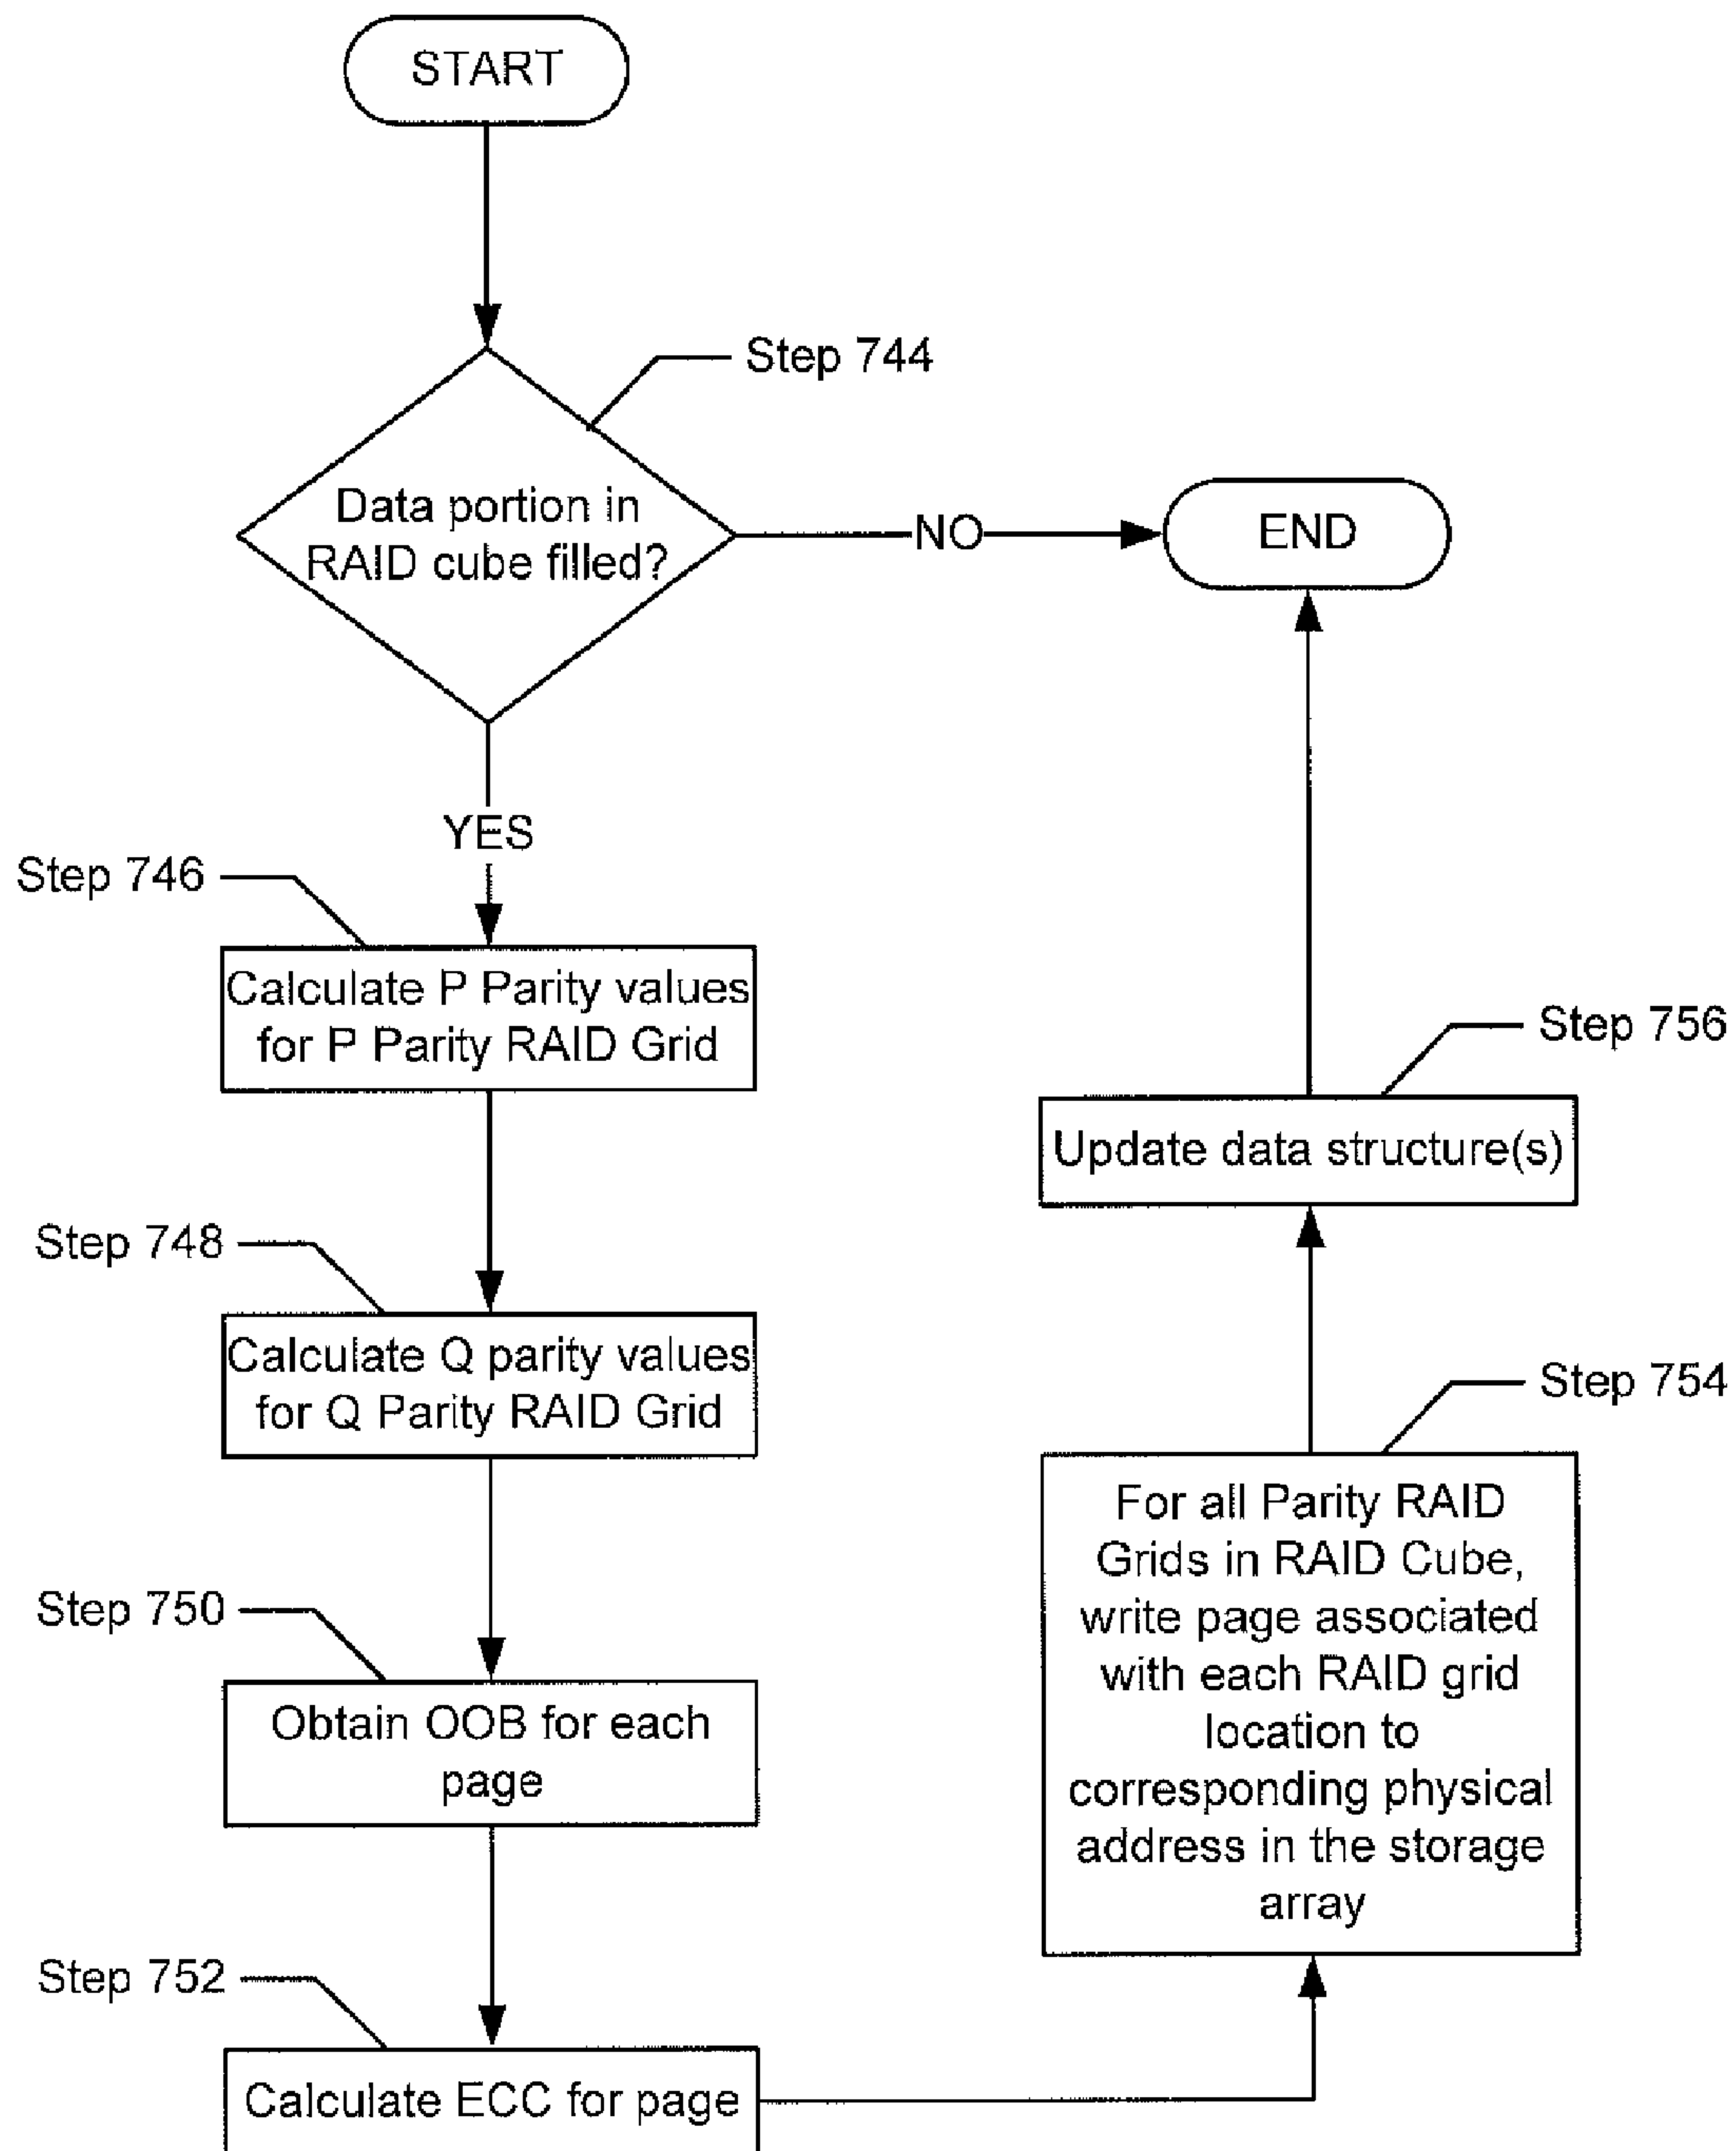 START
Step 744
Data portion in
RAID cube filled?
NO
END
YES
Step 746
Calculate P Parity values
for P Parity RAID Grid
Step 748
Calculate Q parity values
for Q Parity RAID Grid
Step 750
Obtain OOB for each
page
Step 752
Calculate ECC for page
Step 754
For all Parity RAID
Grids in RAID Cube,
write page associated
with each RAID grid
location to
corresponding physical
address in the storage
array
Step 756
Update data structure(s)